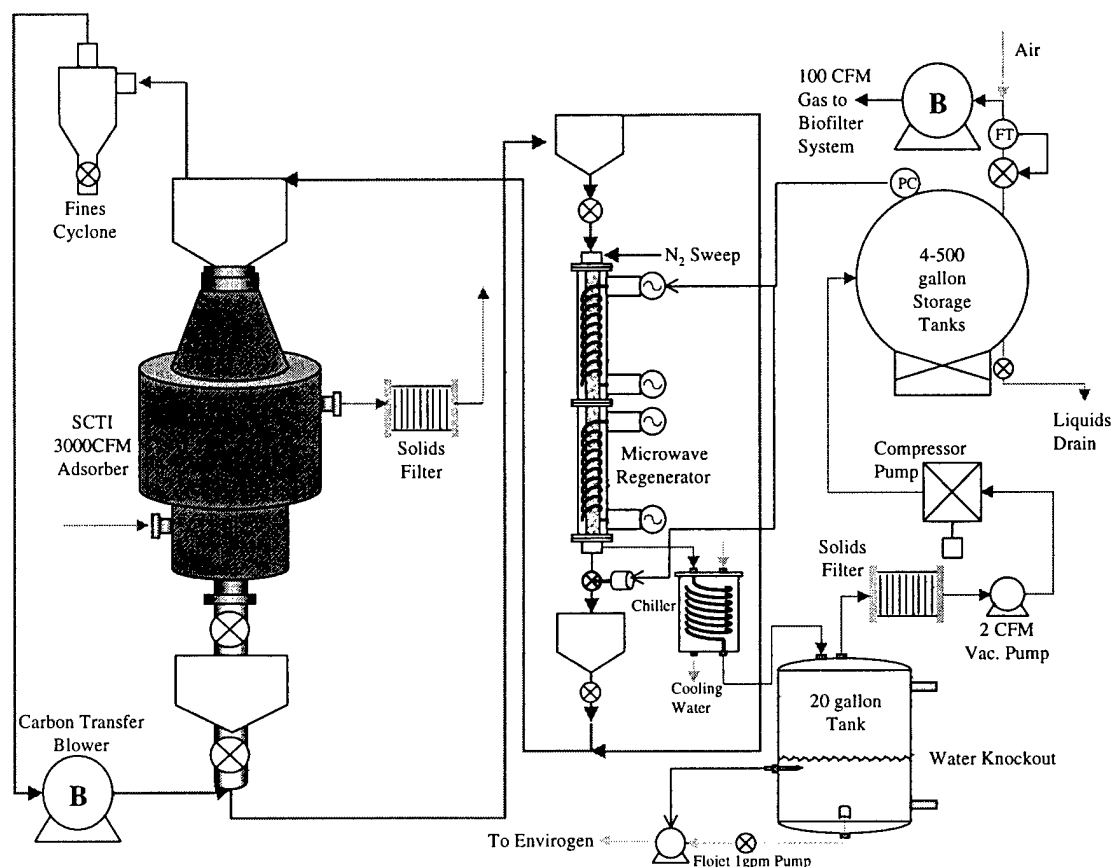 Air
100 CFM
Gas to
Biofilter
System
B
FT
PC
Fines
Cyclone
N2 Sweep
4-500
gallon
Storage
Tanks
SCTI
3000CFM
Adsorber
Solids
Filter
Microwave
Regenerator
Liquids
Drain
Compressor
Pump
Solids
Filter
Chiller
2 CFM
Vac. Pump
Cooling
Water
20 gallon
Tank
Carbon Transfer
Blower
B
Water Knockout
To Envirogen
Flojet 1gpm Pump